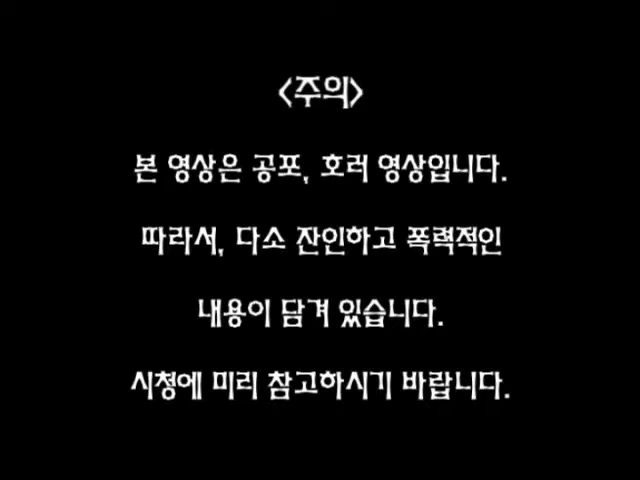 <주의>
본 영상은 공포, 호러 영상입니다.
따라서, 다소 잔인하고 폭력적인
내용이 담겨 있습니다.
시청에 미리 참고하시기 바랍니다.